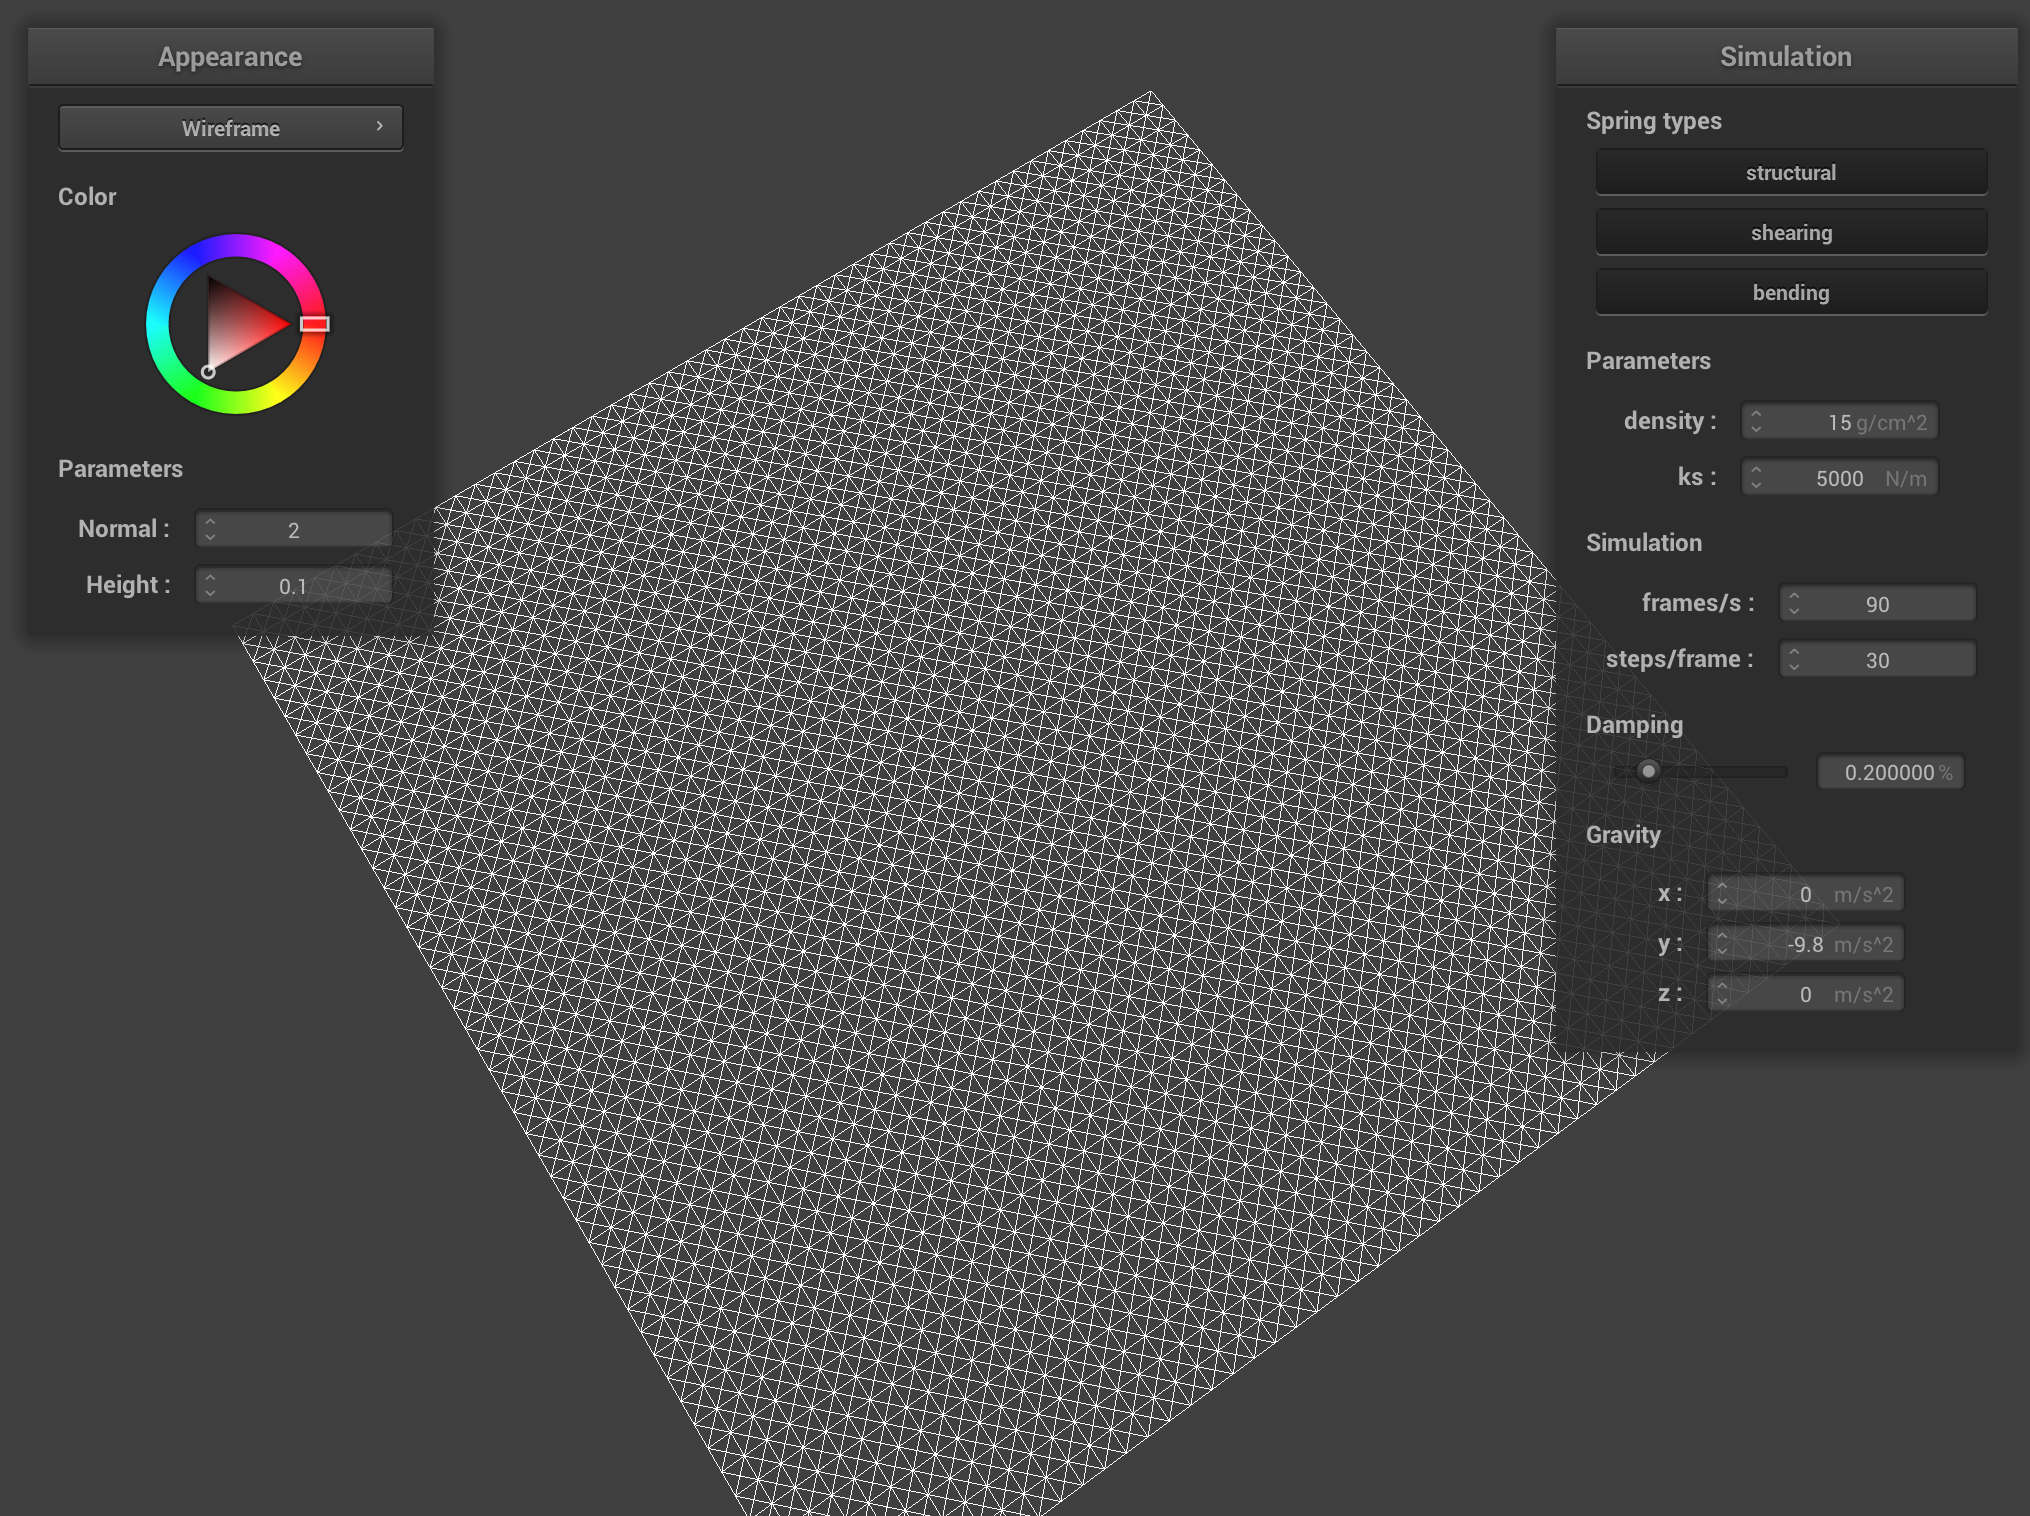 Appearance
Wireframe
Color
Parameters
Normal : 2
Height : 0.1
Simulation
Spring types
structural
shearing
bending
Parameters
density : 15 g/cm^2
ks : 5000 N/m
Simulation
frames/s : 90
steps/frame : 30
Damping
0.200000 %
Gravity
x : 0 m/s^2
y : -9.8 m/s^2
z : 0 m/s^2